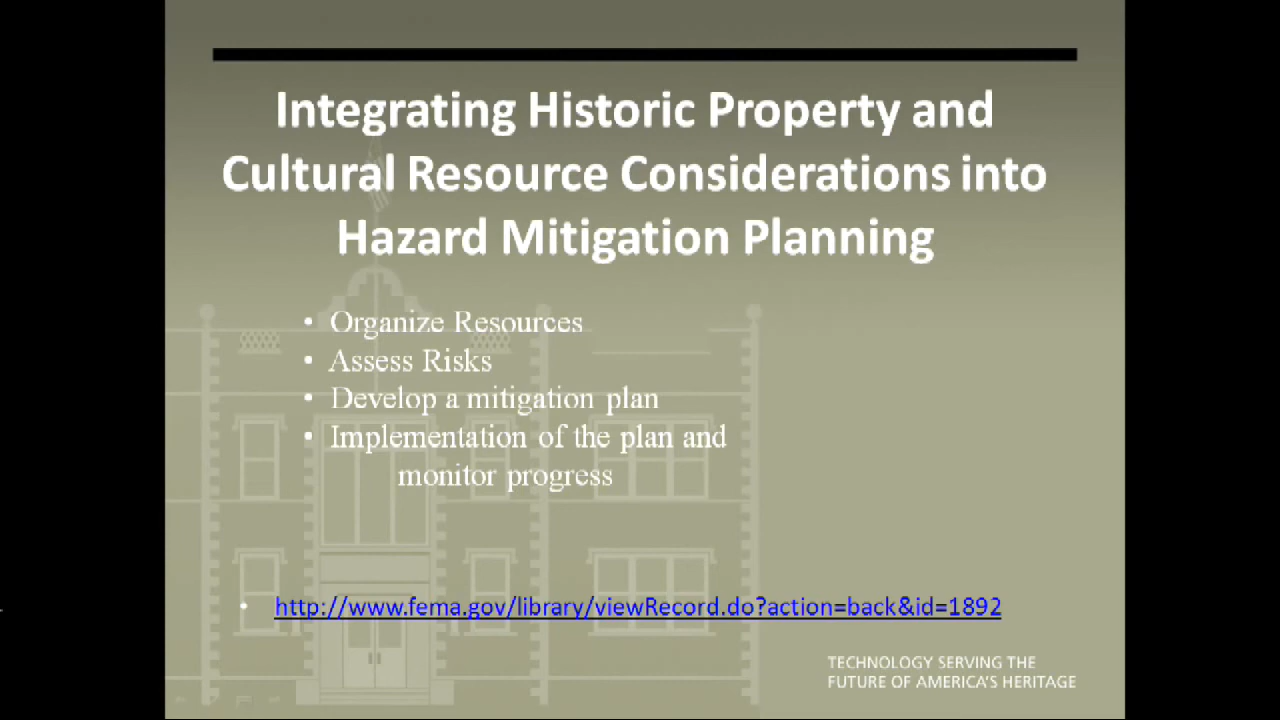 Integrating Historic Property and
Cultural Resource Considerations into
Hazard Mitigation Planning
• Organize Resources
• Assess Risks
• Develop a mitigation plan
• Implementation of the plan and
monitor progress
• http://www.fema.gov/library/viewRecord.do?action=back&id=1892
TECHNOLOGY SERVING THE
FUTURE OF AMERICA'S HERITAGE